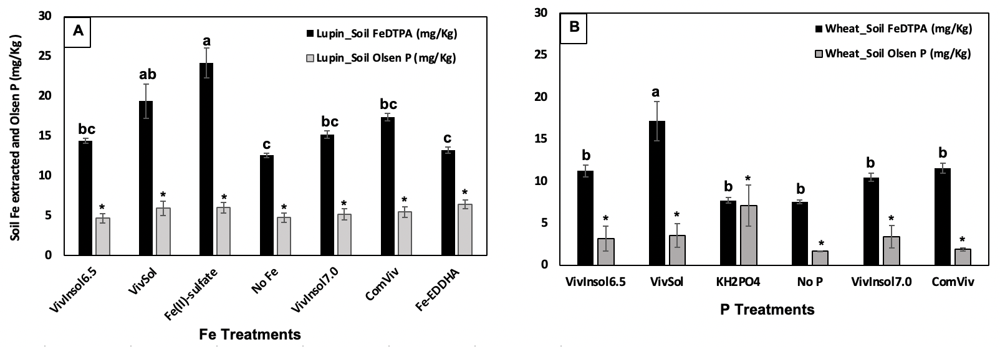 A
Lupin_Soil FeDTPA (mg/Kg)
Lupin_Soil Olsen P (mg/Kg)
Soil Fe extracted and Olsen P (mg/Kg )
30
25
20
15
10
5
0
bc
ab
a
c
bc
bc
c
*
*
*
*
*
*
*
VivInsol6.5
VivSol
Fe(II)-sulfate
No Fe
VivInsol7.0
ComViv
Fe-EDDHA
Fe Treatments
B
Wheat_Soil FeDTPA (mg/Kg)
Wheat_Soil Olsen P (mg/Kg)
30
25
20
15
10
5
0
b
a
b
b
b
b
*
*
*
*
*
*
VivInsol6.5
VivSol
KH2PO4
No P
VivInsol7.0
ComViv
P Treatments